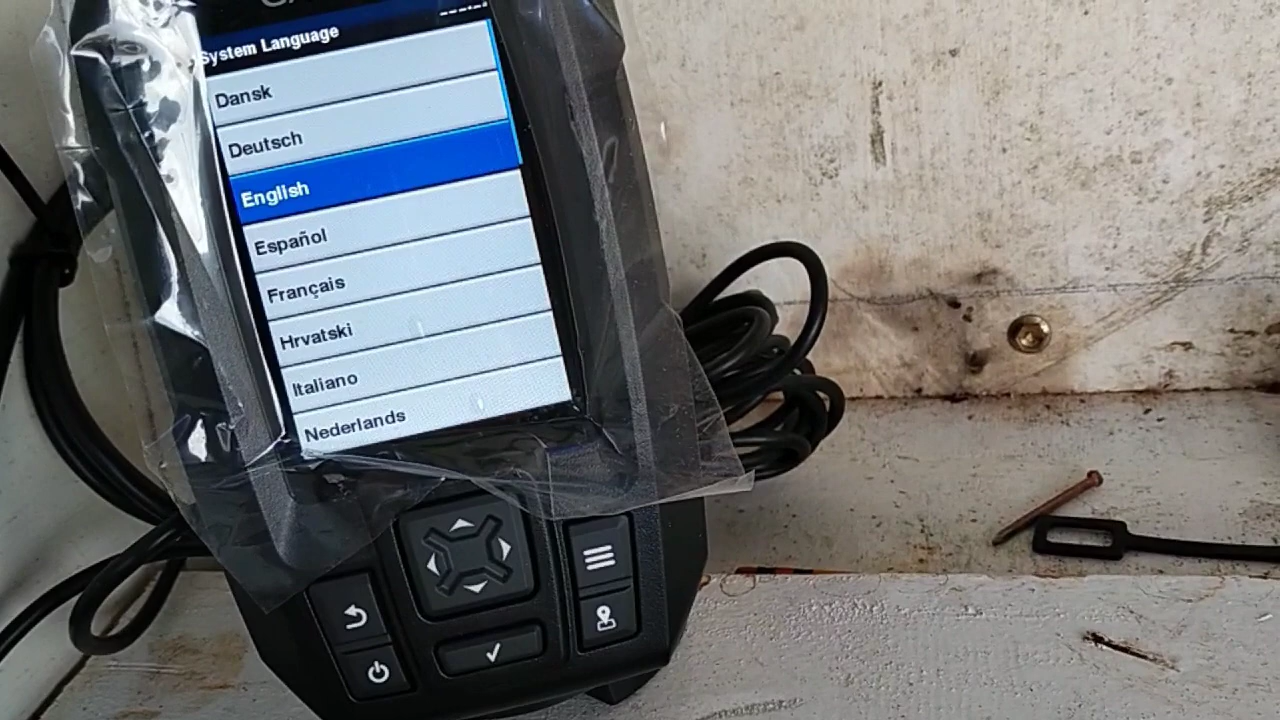 System Language
Dansk
Deutsch
English
Español
Français
Hrvatski
Italiano
Nederlands